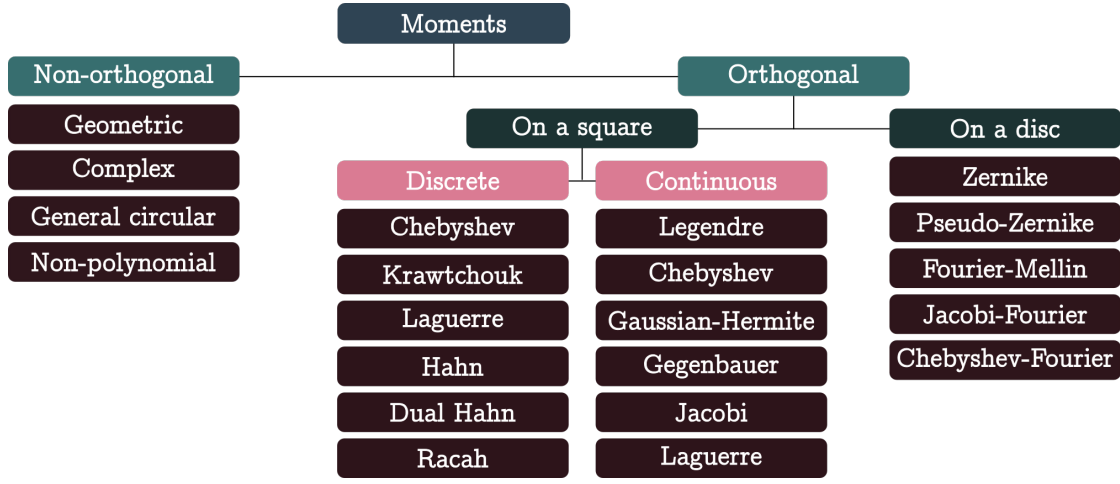 Moments
Non-orthogonal
Orthogonal
Geometric
Complex
General circular
Non-polynomial
On a square
On a disc
Discrete
Continuous
Chebyshev
Krawtchouk
Laguerre
Hahn
Dual Hahn
Racah
Legendre
Chebyshev
Gaussian-Hermite
Gegenbauer
Jacobi
Laguerre
Zernike
Pseudo-Zernike
Fourier-Mellin
Jacobi-Fourier
Chebyshev-Fourier